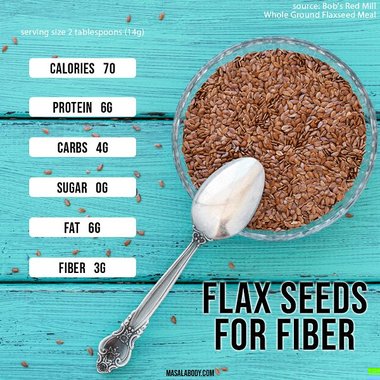 source: Bob's Red Mill
Whole Ground Flaxseed Meal
serving size 2 tablespoons (14g)
CALORIES 70
PROTEIN 6G
CARBS 4G
SUGAR 0G
FAT 6G
FIBER 3G
FLAX SEEDS
FOR FIBER
MASALABODY.COM